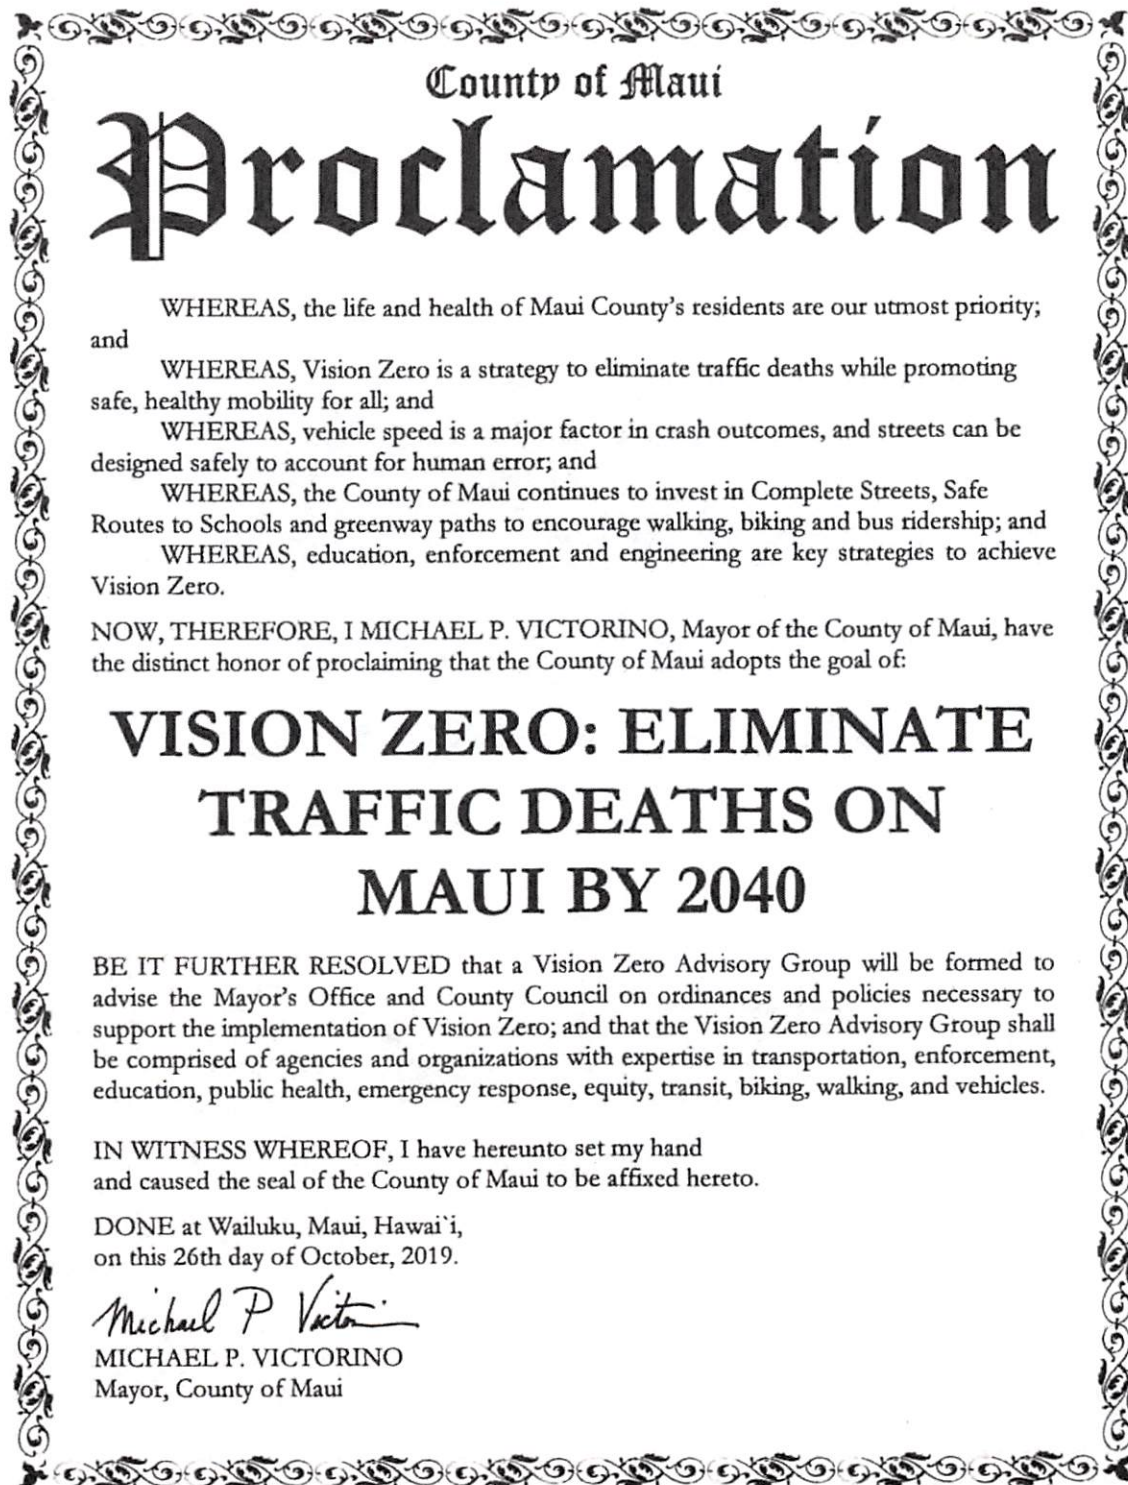 County of Maui
Proclamation
WHEREAS, the life and health of Maui County's residents are our utmost priority;
and
WHEREAS, Vision Zero is a strategy to eliminate traffic deaths while promoting
safe, healthy mobility for all; and
WHEREAS, vehicle speed is a major factor in crash outcomes, and streets can be
designed safely to account for human error; and
WHEREAS, the County of Maui continues to invest in Complete Streets, Safe
Routes to Schools and greenway paths to encourage walking, biking and bus ridership; and
WHEREAS, education, enforcement and engineering are key strategies to achieve
Vision Zero.
NOW, THEREFORE, I MICHAEL P. VICTORINO, Mayor of the County of Maui, have
the distinct honor of proclaiming that the County of Maui adopts the goal of:
VISION ZERO: ELIMINATE
TRAFFIC DEATHS ON
MAUI BY 2040
BE IT FURTHER RESOLVED that a Vision Zero Advisory Group will be formed to
advise the Mayor's Office and County Council on ordinances and policies necessary to
support the implementation of Vision Zero; and that the Vision Zero Advisory Group shall
be comprised of agencies and organizations with expertise in transportation, enforcement,
education, public health, emergency response, equity, transit, biking, walking, and vehicles.
IN WITNESS WHEREOF, I have hereunto set my hand
and caused the seal of the County of Maui to be affixed hereto.
DONE at Wailuku, Maui, Hawai`i,
on this 26th day of October, 2019.
Michael P Victori
MICHAEL P. VICTORINO
Mayor, County of Maui